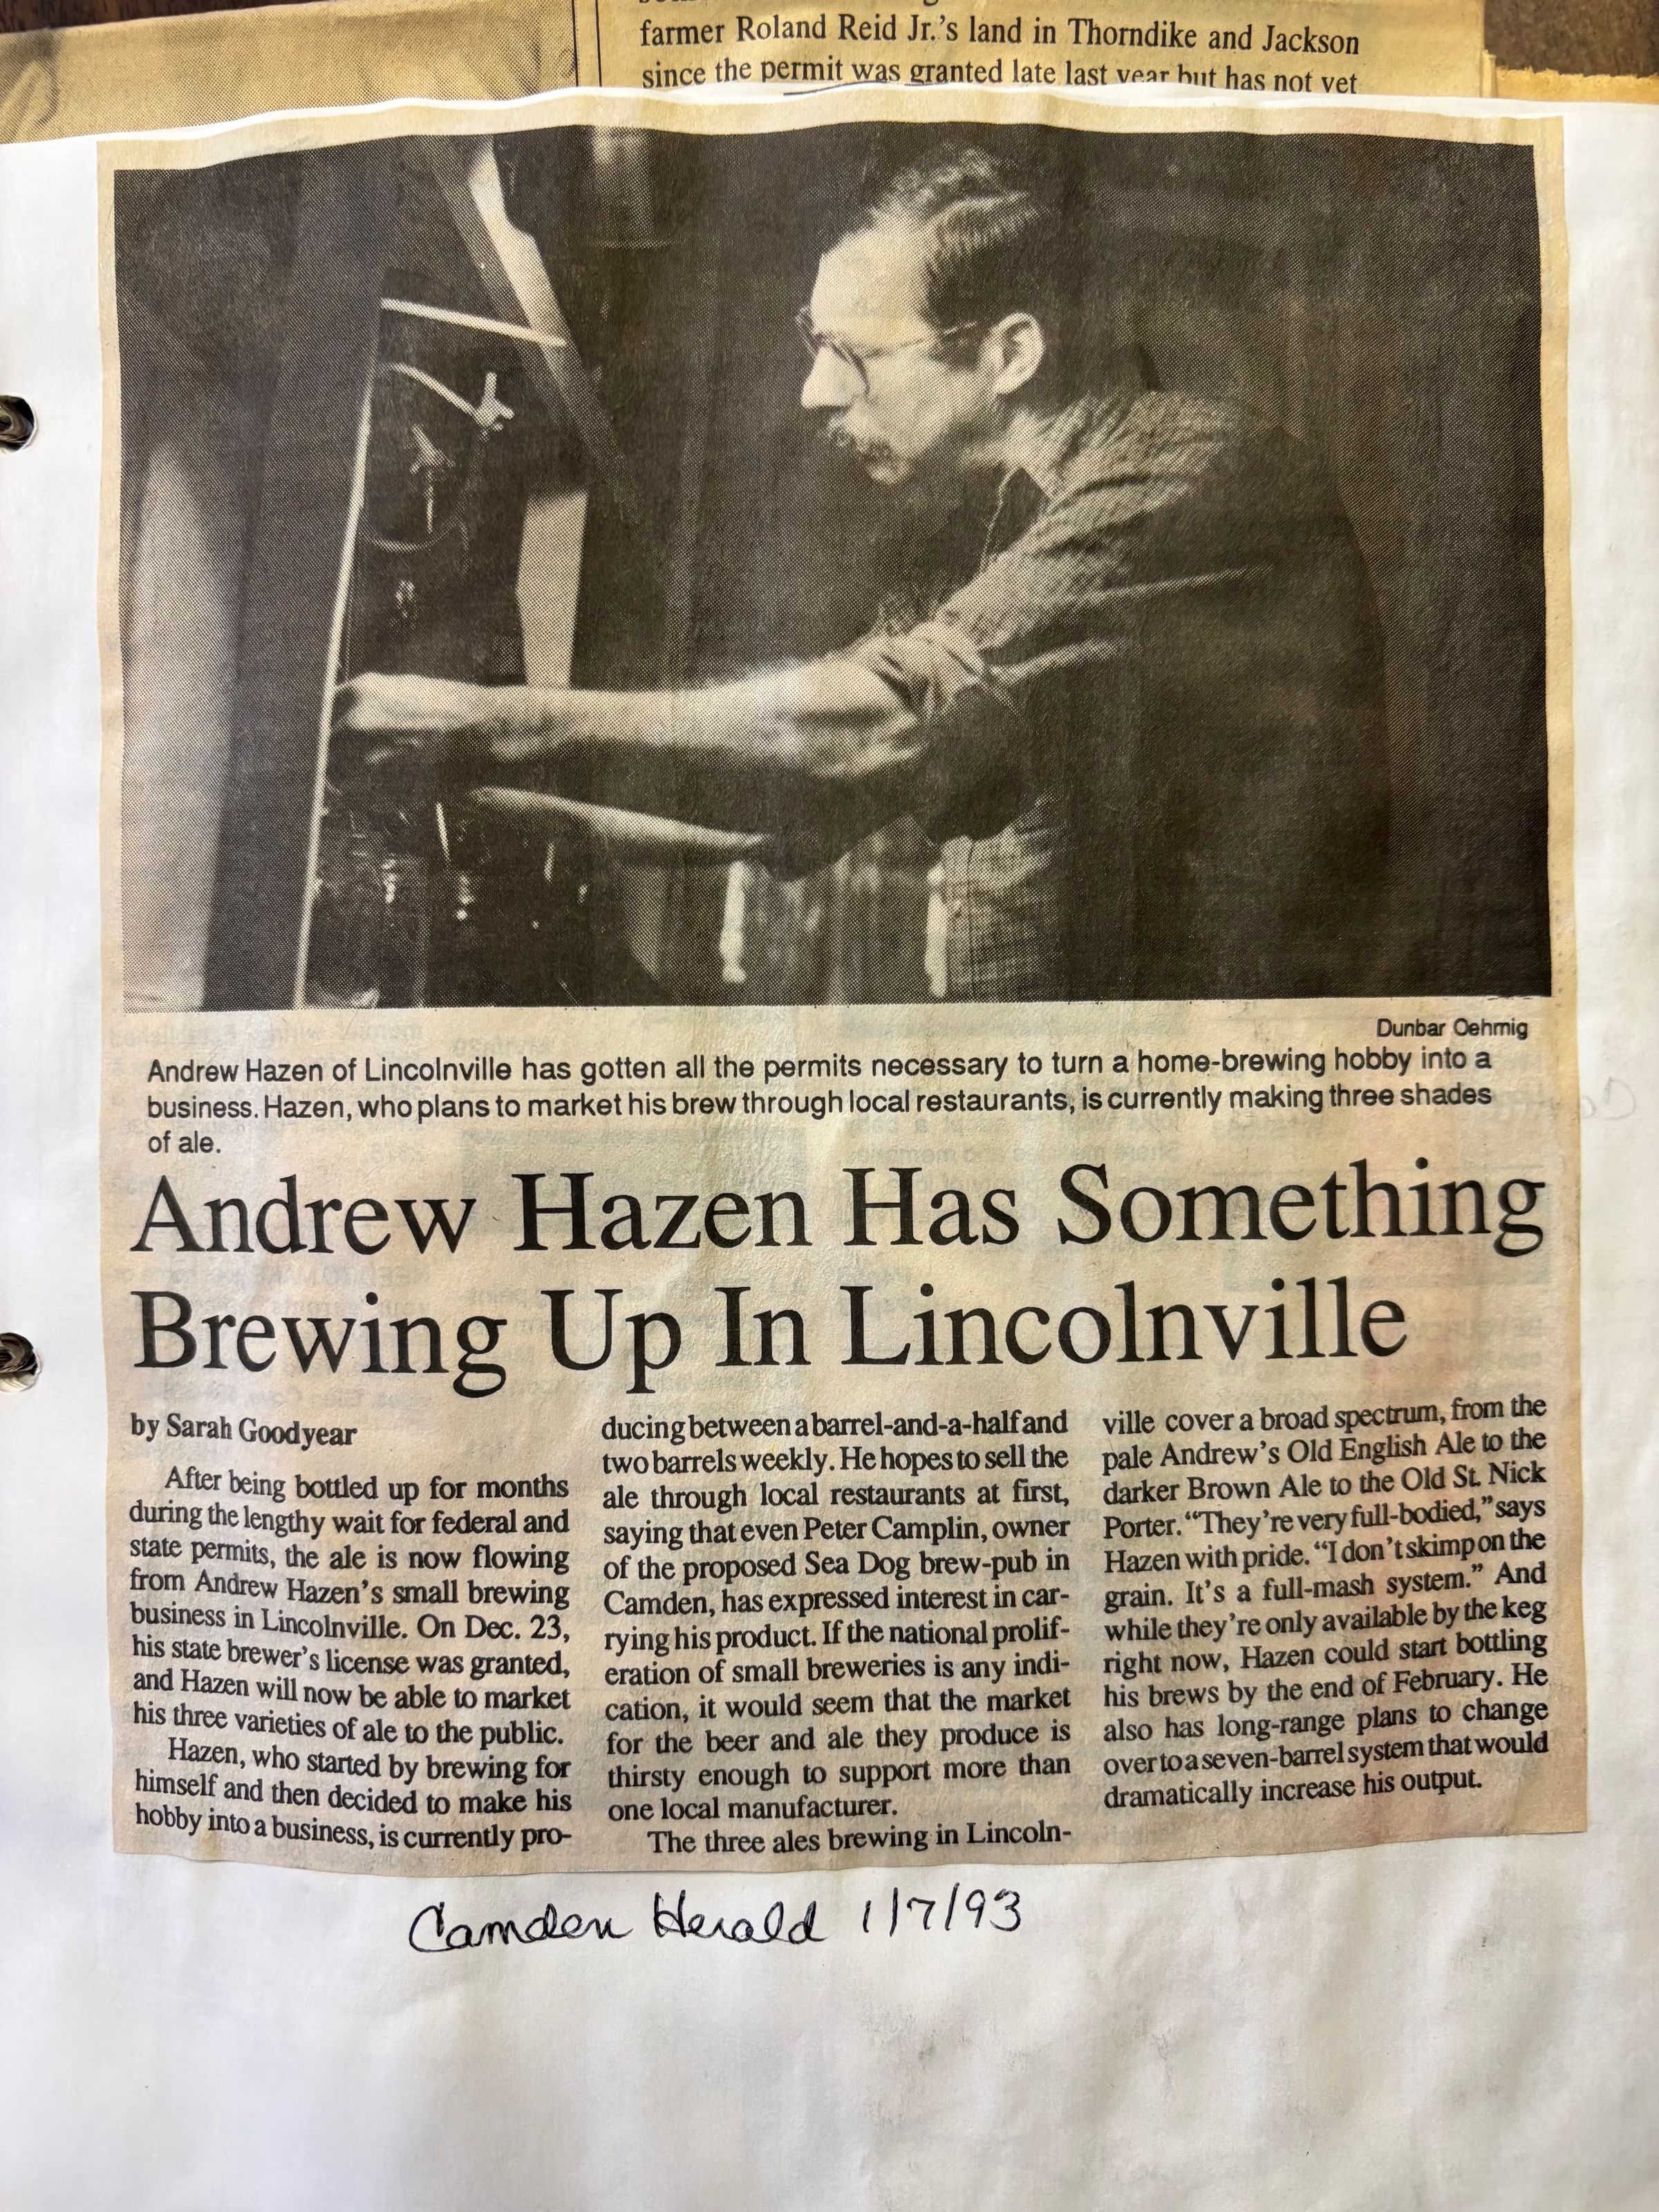 farmer Roland Reid Jr.'s land in Thorndike and Jackson
since the permit was granted late last year but has not yet
Dunbar Oehmig
Andrew Hazen of Lincolnville has gotten all the permits necessary to turn a home-brewing hobby into a
business. Hazen, who plans to market his brew through local restaurants, is currently making three shades
of ale.
Andrew Hazen Has Something
Brewing Up In Lincolnville
by Sarah Goodyear
After being bottled up for months
during the lengthy wait for federal and
state permits, the ale is now flowing
from Andrew Hazen's small brewing
business in Lincolnville. On Dec. 23,
his state brewer's license was granted,
and Hazen will now be able to market
his three varieties of ale to the public.
Hazen, who started by brewing for
himself and then decided to make his
hobby into a business, is currently pro-
ducing between a barrel-and-a-half and
two barrels weekly. He hopes to sell the
ale through local restaurants at first,
saying that even Peter Camplin, owner
of the proposed Sea Dog brew-pub in
Camden, has expressed interest in car-
rying his product. If the national prolif-
eration of small breweries is any indi-
cation, it would seem that the market
for the beer and ale they produce is
thirsty enough to support more than
one local manufacturer.
The three ales brewing in Lincoln-
ville cover a broad spectrum, from the
pale Andrew's Old English Ale to the
darker Brown Ale to the Old St. Nick
Porter. “They're very full-bodied,” says
Hazen with pride. “I don't skimp on the
grain. It's a full-mash system.” And
while they're only available by the keg
right now, Hazen could start bottling
his brews by the end of February. He
also has long-range plans to change
over to a seven-barrel system that would
dramatically increase his output.
Camden Herald 1/7/93